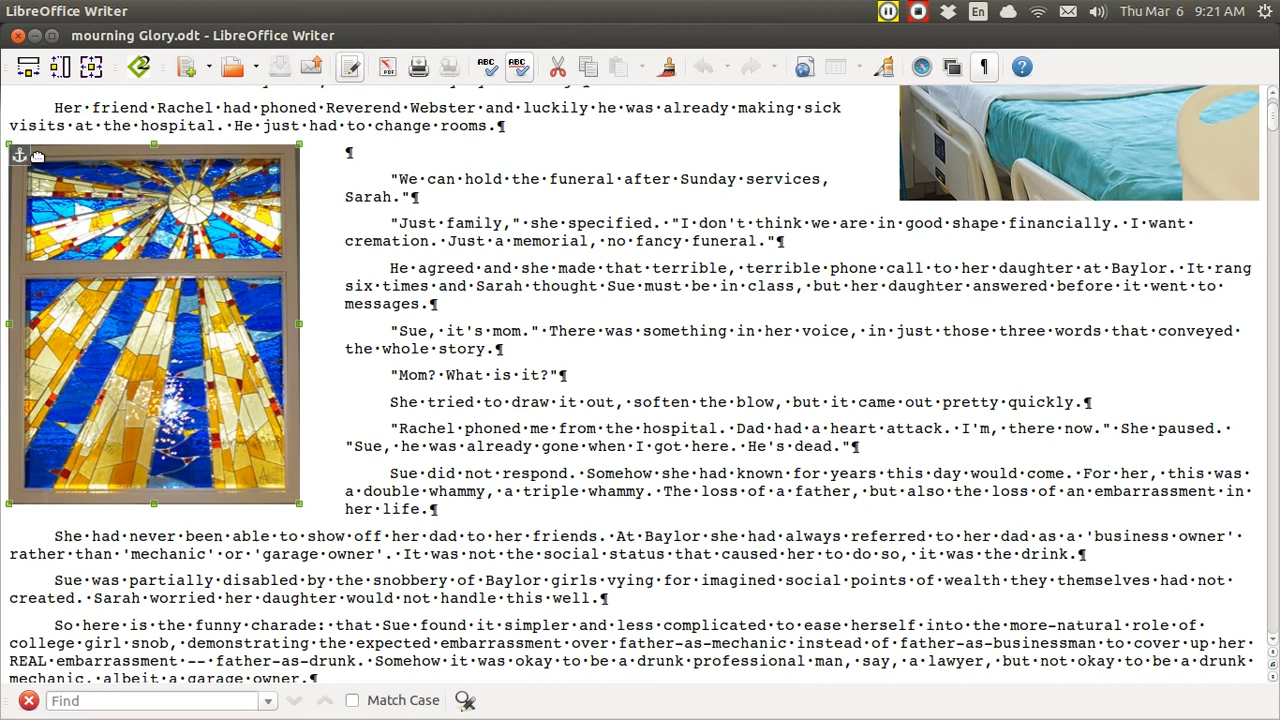 LibreOffice Writer
En
Thu Mar 6 9:21 AM
mourning Glory.odt - LibreOffice Writer
Her·friend·Rachel·had·phoned·Reverend·Webster·and·luckily·he·was·already·making·sick·
visits·at·the·hospital.·He·just·had·to·change·rooms.¶
¶
"We·can·hold·the·funeral·after·Sunday·services,·
Sarah."¶
"Just·family,"·she·specified.·"I·don't·think·we·are·in·good·shape·financially.·I·want·
cremation.·Just·a·memorial,·no·fancy·funeral."¶
He·agreed·and·she·made·that·terrible,·terrible·phone·call·to·her·daughter·at·Baylor.·It·rang·
six·times·and·Sarah·thought·Sue·must·be·in·class,·but·her·daughter·answered·before·it·went·to·
messages.¶
"Sue,·it's·mom."·There·was·something·in·her·voice,·in·just·those·three·words·that·conveyed·
the·whole·story.¶
"Mom?·What·is·it?"¶
She·tried·to·draw·it·out,·soften·the·blow,·but·it·came·out·pretty·quickly.¶
"Rachel·phoned·me·from·the·hospital.·Dad·had·a·heart·attack.·I'm,·there·now."·She·paused.·
"Sue,·he·was·already·gone·when·I·got·here.·He's·dead."¶
Sue·did·not·respond.·Somehow·she·had·known·for·years·this·day·would·come.·For·her,·this·was·
a·double·whammy,·a·triple·whammy.·The·loss·of·a·father,·but·also·the·loss·of·an·embarrassment·in·
her·life.¶
She·had·never·been·able·to·show·off·her·dad·to·her·friends.·At·Baylor·she·had·always·referred·to·her·dad·as·a·'business·owner'·
rather·than·'mechanic'·or·'garage·owner'.·It·was·not·the·social·status·that·caused·her·to·do·so,·it·was·the·drink.¶
Sue·was·partially·disabled·by·the·snobbery·of·Baylor·girls·vying·for·imagined·social·points·of·wealth·they·themselves·had·not·
created.·Sarah·worried·her·daughter·would·not·handle·this·well.¶
So·here·is·the·funny·charade:·that·Sue·found·it·simpler·and·less·complicated·to·ease·herself·into·the·more-natural·role·of·
college·girl·snob,·demonstrating·the·expected·embarrassment·over·father-as-mechanic·instead·of·father-as-businessman·to·cover·up·her·
REAL·embarrassment·--·father-as-drunk.·Somehow·it·was·okay·to·be·a·drunk·professional·man,·say,·a·lawyer,·but·not·okay·to·be·a·drunk·
mechanic,·albeit·a·garage·owner.¶
Find
Match Case